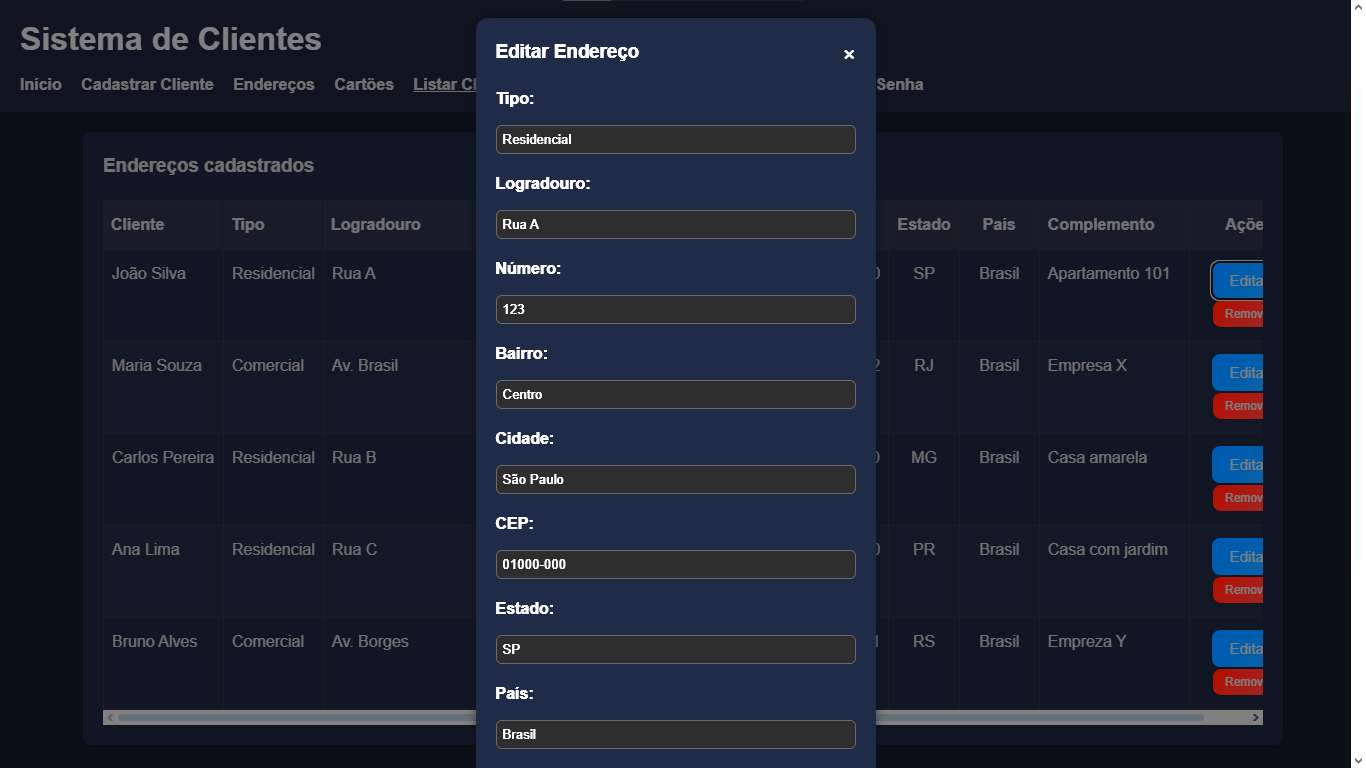 Sistema de Clientes
Início Cadastrar Cliente Endereços Cartões Listar Senha
Editar Endereço ×
Tipo:
Residencial
Logradouro:
Rua A
Número:
123
Bairro:
Centro
Cidade:
São Paulo
CEP:
01000-000
Estado:
SP
País:
Brasil
Endereços cadastrados
Cliente Tipo Logradouro Estado País Complemento
João Silva Residencial Rua A SP Brasil Apartamento 101
Maria Souza Comercial Av. Brasil RJ Brasil Empresa X
Carlos Pereira Residencial Rua B MG Brasil Casa amarela
Ana Lima Residencial Rua C PR Brasil Casa com jardim
Bruno Alves Comercial Av. Borges RS Brasil Empreza Y